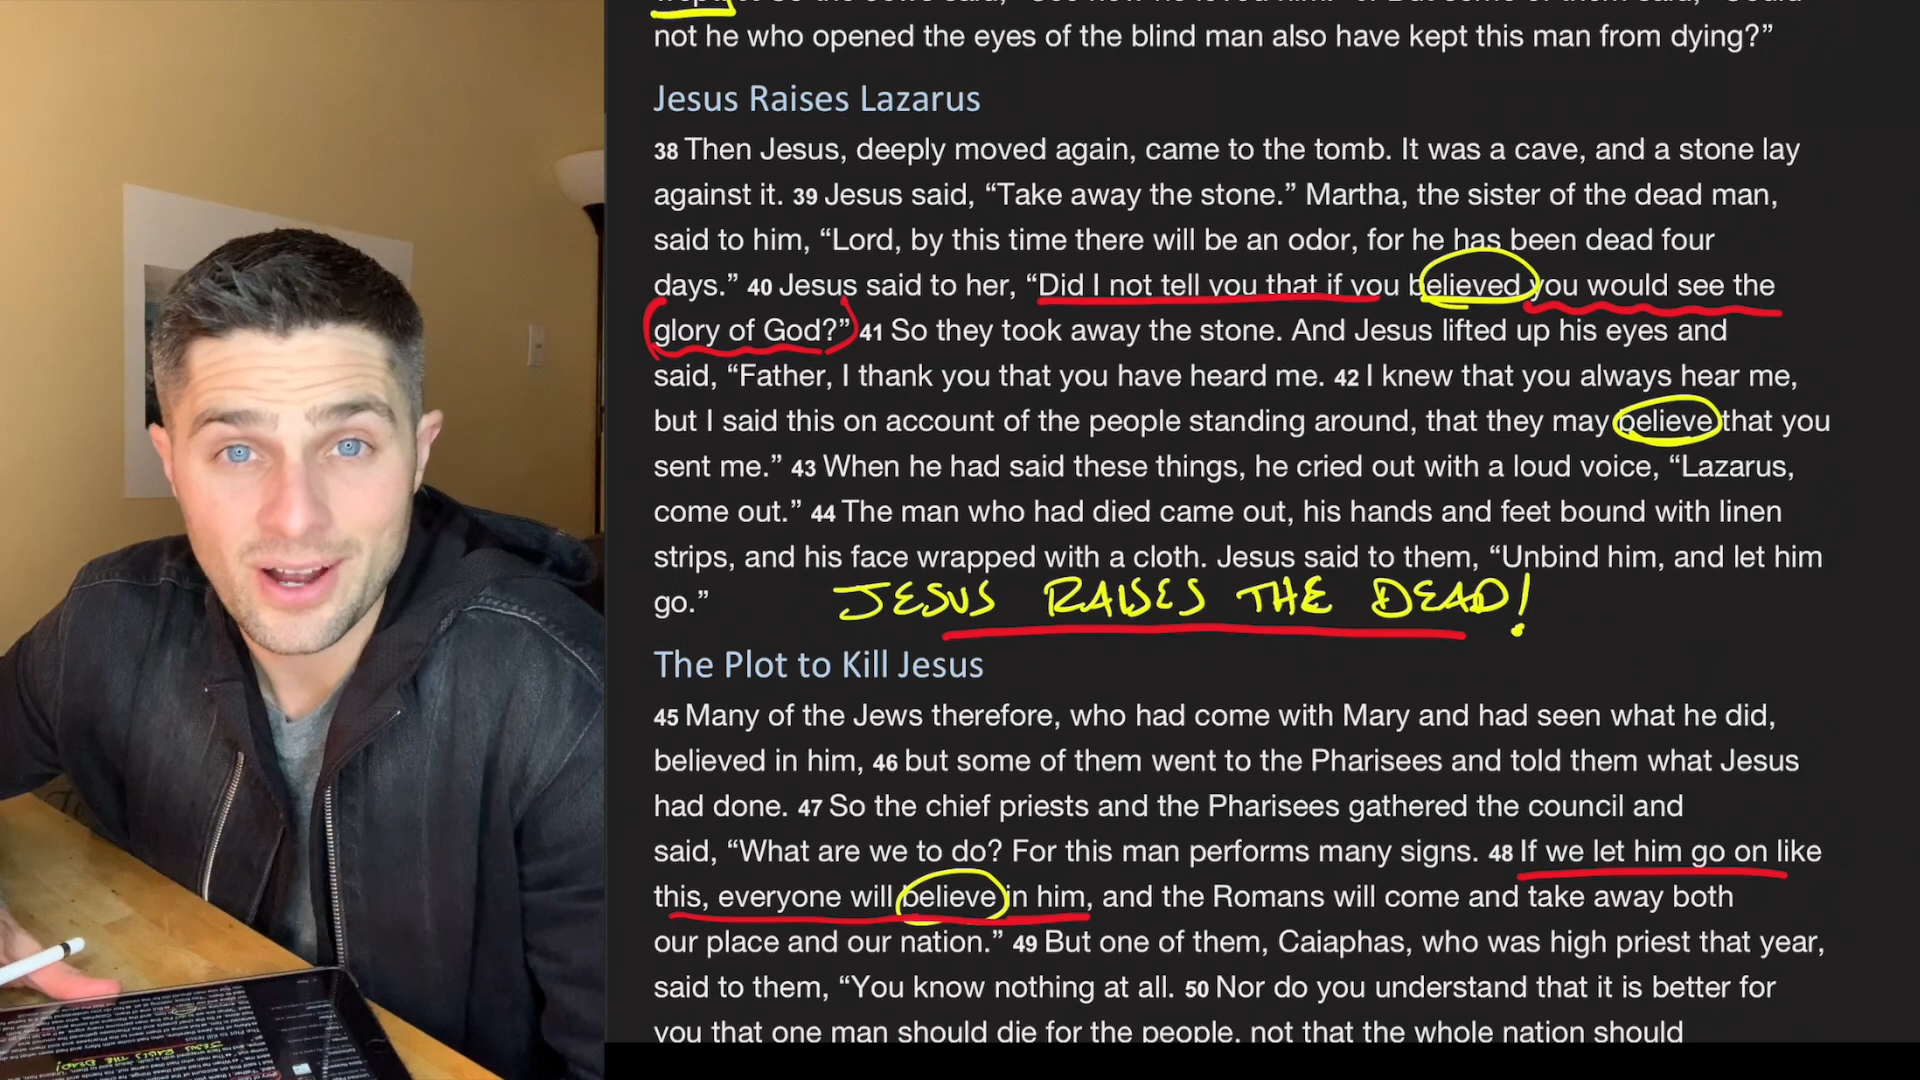 not he who opened the eyes of the blind man also have kept this man from dying?”
Jesus Raises Lazarus
38 Then Jesus, deeply moved again, came to the tomb. It was a cave, and a stone lay
against it. 39 Jesus said, “Take away the stone.” Martha, the sister of the dead man,
said to him, “Lord, by this time there will be an odor, for he has been dead four
days.” 40 Jesus said to her, “Did I not tell you that if you believed you would see the
glory of God?” 41 So they took away the stone. And Jesus lifted up his eyes and
said, “Father, I thank you that you have heard me. 42 I knew that you always hear me,
but I said this on account of the people standing around, that they may believe that you
sent me.” 43 When he had said these things, he cried out with a loud voice, “Lazarus,
come out.” 44 The man who had died came out, his hands and feet bound with linen
strips, and his face wrapped with a cloth. Jesus said to them, “Unbind him, and let him
go.”
JESUS RAISES THE DEAD!
The Plot to Kill Jesus
45 Many of the Jews therefore, who had come with Mary and had seen what he did,
believed in him, 46 but some of them went to the Pharisees and told them what Jesus
had done. 47 So the chief priests and the Pharisees gathered the council and
said, “What are we to do? For this man performs many signs. 48 If we let him go on like
this, everyone will believe in him, and the Romans will come and take away both
our place and our nation.” 49 But one of them, Caiaphas, who was high priest that year,
said to them, “You know nothing at all. 50 Nor do you understand that it is better for
you that one man should die for the people, not that the whole nation should
JESUS RAISES THE DEAD!